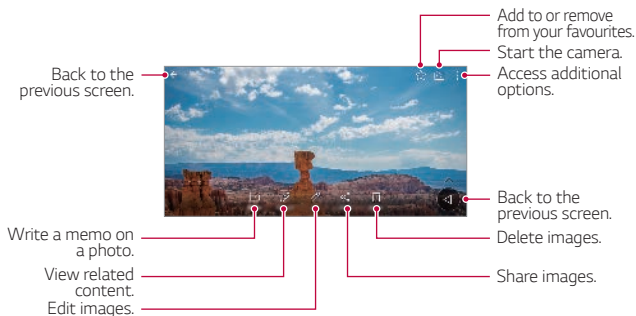 Add to or remove
from your favourites.
Start the camera.
Back to the
previous screen.
Access additional
options.
Back to the
previous screen.
Write a memo on
a photo.
Delete images.
View related
content.
Share images.
Edit images.